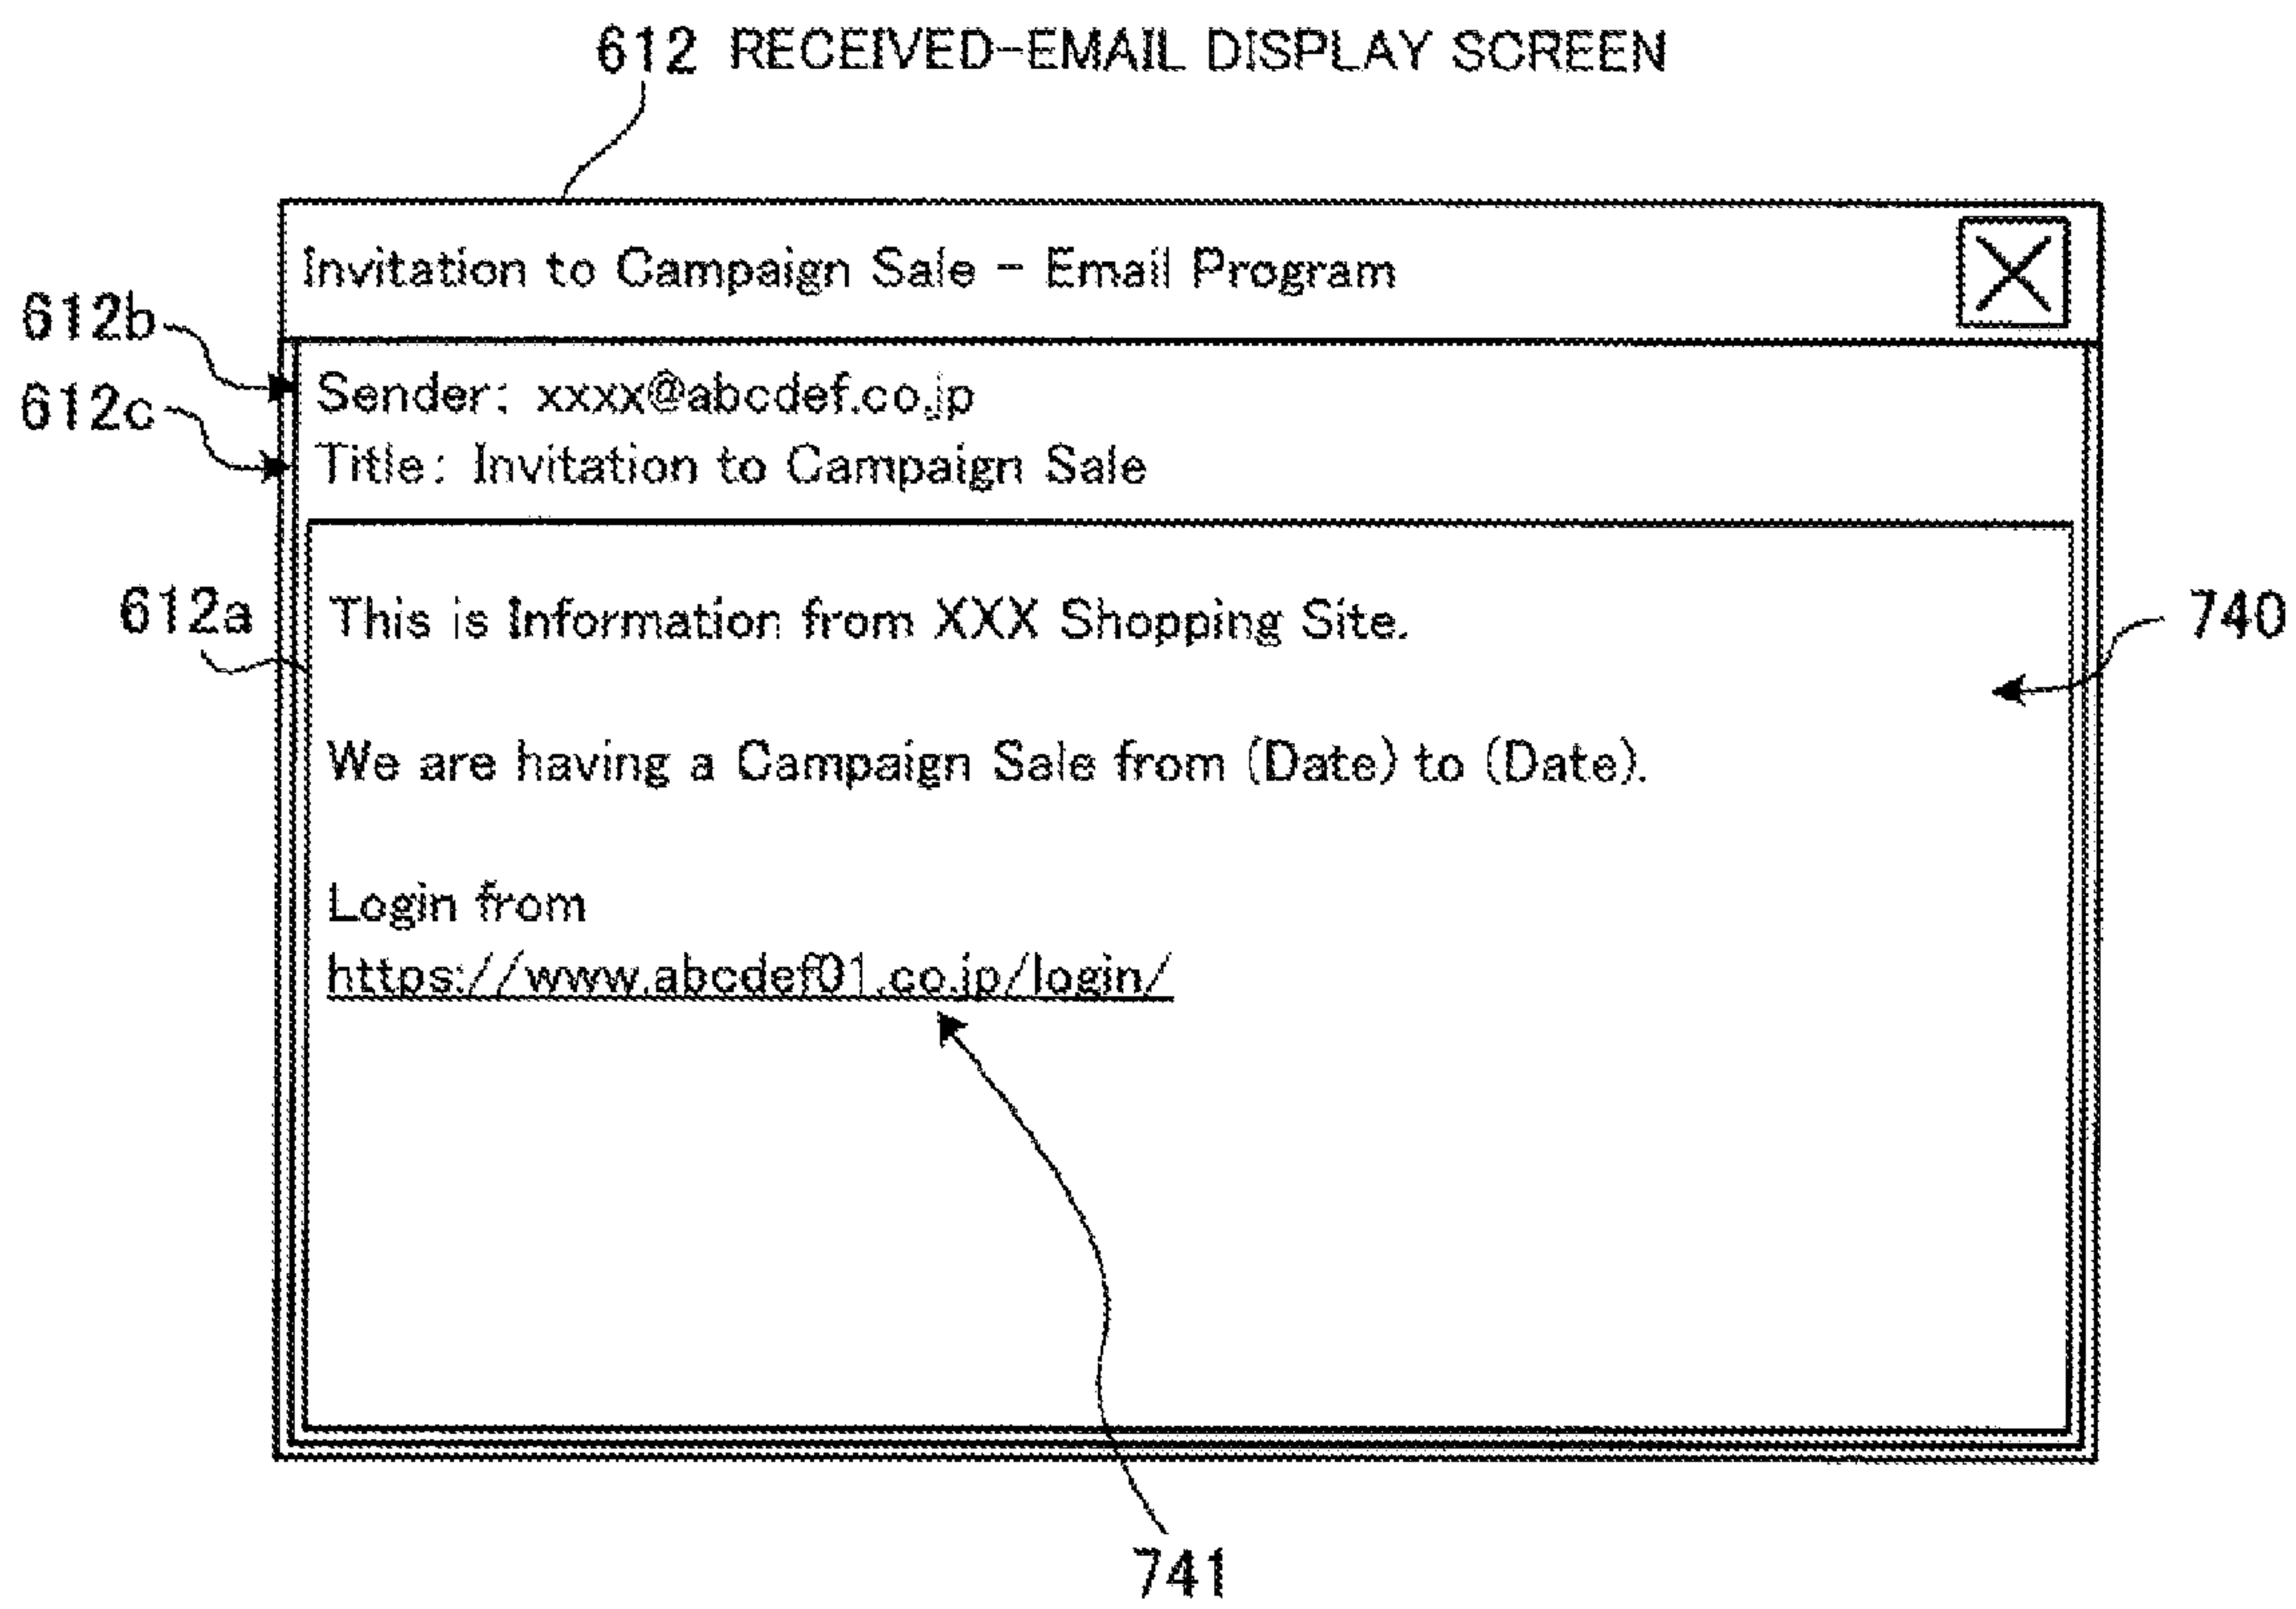 612 RECEIVED-EMAIL DISPLAY SCREEN
Invitation to Campaign Sale - Email Program
612b
Sender: xxxx@abcdef.co.jp
612c
Title: Invitation to Campaign Sale
612a
This is Information from XXX Shopping Site.
740
We are having a Campaign Sale from (Date) to (Date).
Login from
https://www.abcdef01.co.jp/login/
741